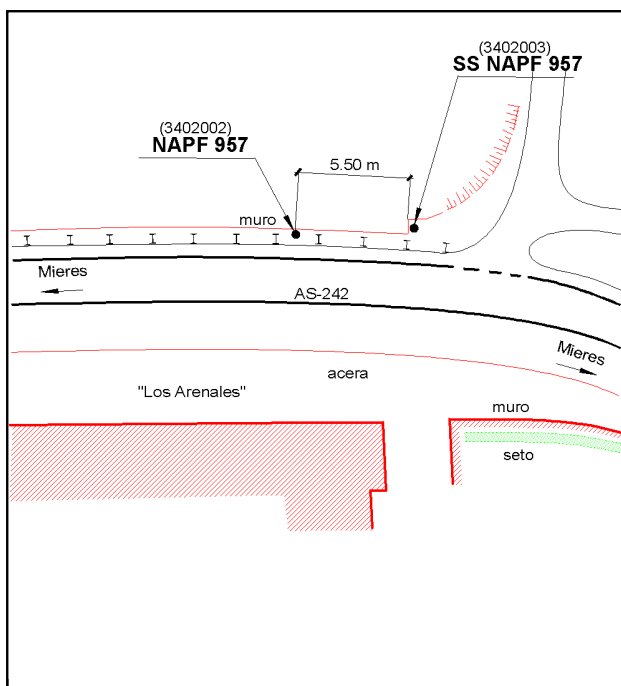 (3402003)
SS NAPF 957
(3402002)
NAPF 957
5.50 m
muro
Mieres
AS-242
Mieres
acera
"Los Arenales"
muro
seto